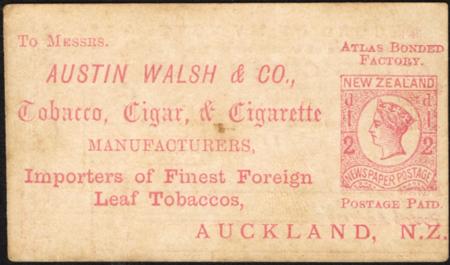 To Messrs.
AUSTIN WALSH & CO.,
Tobacco, Cigar, & Cigarette
MANUFACTURERS,
Importers of Finest Foreign
Leaf Tobaccos,
AUCKLAND, N.Z.
Atlas Bonded
Factory.
NEW ZEALAND
d d
1 1
2 2
NEWSPAPER POSTAGE
Postage Paid.